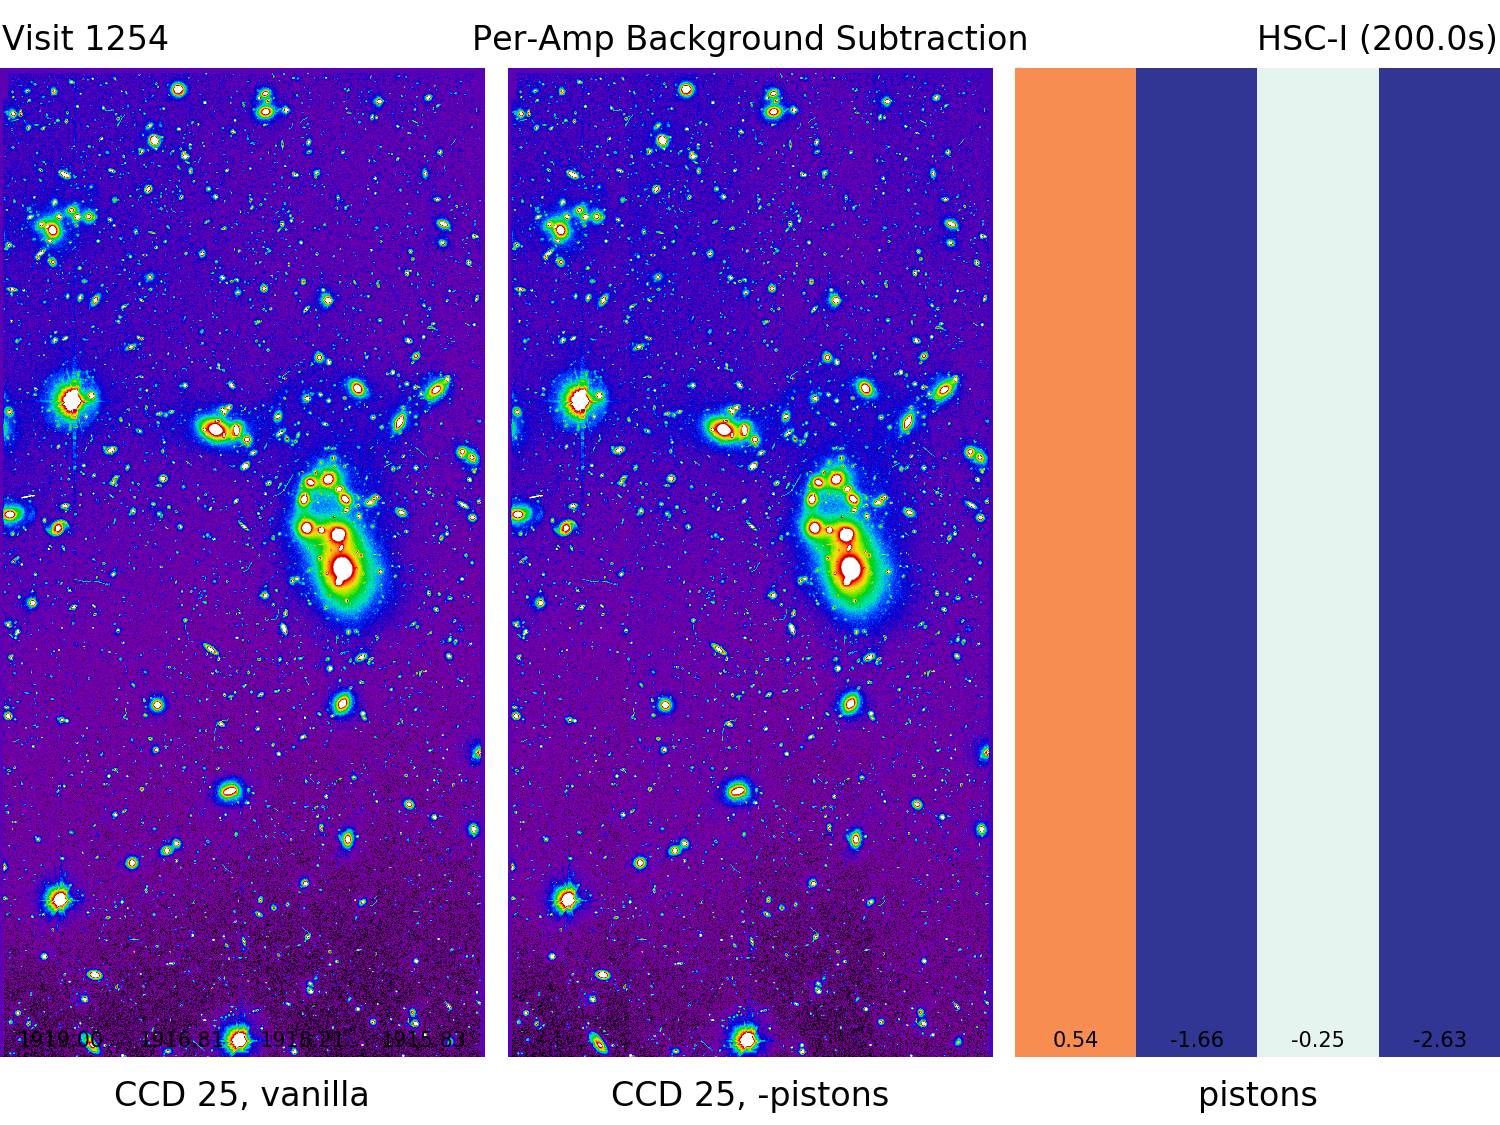 Visit 1254 Per-Amp Background Subtraction HSC-I (200.0s)
1919.00 1916.81 1918.21 1915.83 0.54 -1.66 -0.25 -2.63
CCD 25, vanilla CCD 25, -pistons pistons